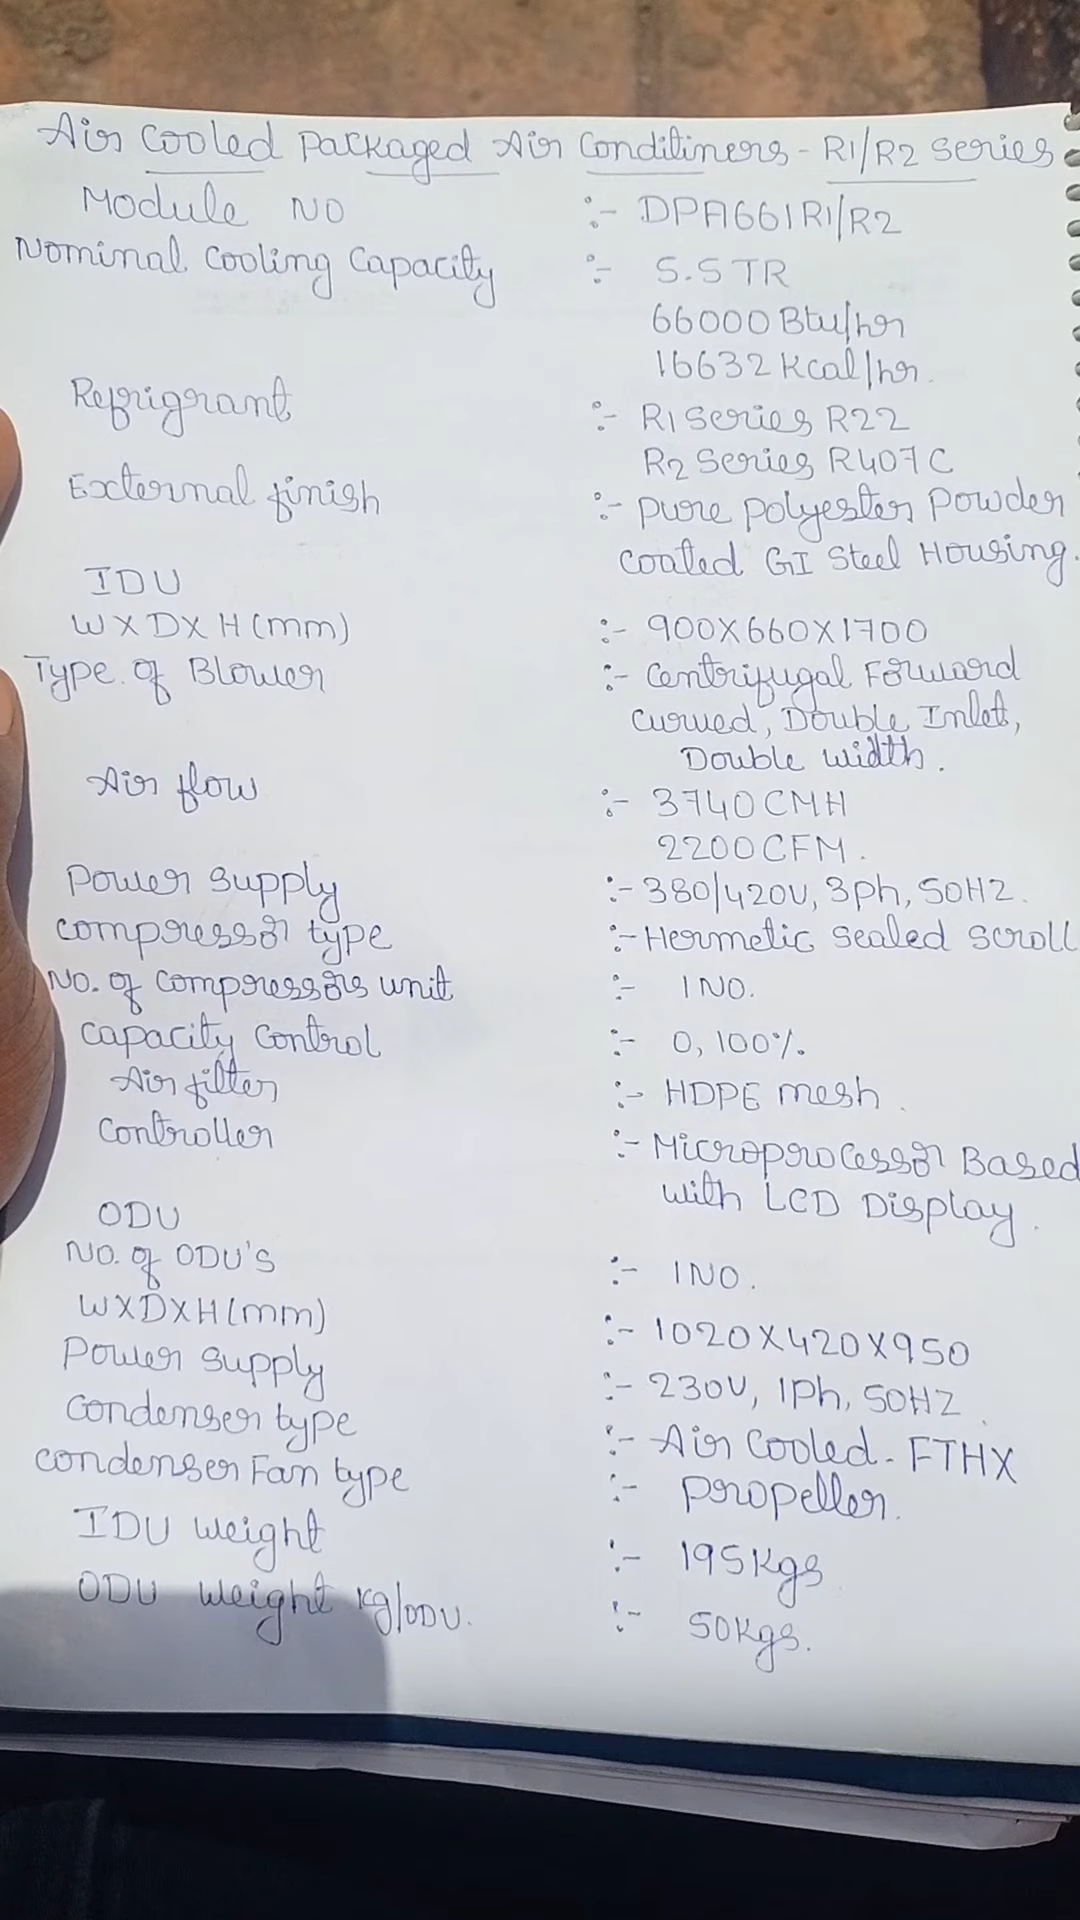 Air Cooled Packaged Air Conditiners - R1/R2 Series
Module NO :- DPA661R1/R2
Nominal Cooling Capacity :- 5.5 TR
66000 Btu/hr
16632 Kcal/hr.
Refrigrant :- R1 Series R22
R2 Series R407C
External finish :- Pure Polyester Powder
Coated GI Steel Housing.
IDU
WXDXH(mm) :- 900X660X1700
Type. of Blower :- Centrifugal Forward
Curved, Double Inlet,
Double width.
Air flow :- 3740 CMH
2200 CFM.
Power supply :- 380/420V, 3Ph, 50HZ.
Compressor type :- Hermetic Sealed Scroll
NO. of Compressors unit :- 1 NO.
Capacity Control :- 0, 100%.
Air filter :- HDPE mesh.
Controller :- Microprocessor Based
with LCD Display.
ODU
NO. of ODU'S :- 1NO.
WXDXH(mm) :- 1020X420X950
Power supply :- 230V, 1Ph, 50HZ.
Condenser type :- Air Cooled - FTHX
Condenser Fan type :- Propeller.
IDU weight :- 195Kgs
ODU weight Kg/ODU. :- 50Kgs.